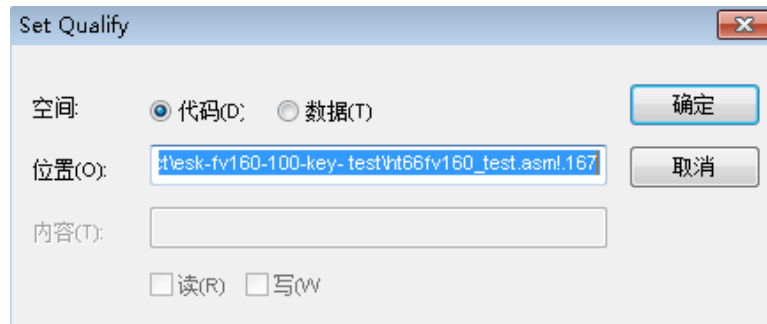 Set Qualify
空间: 代码(D) 数据(T) 确定
位置(O): ct\esk-fv160-100-key- test\ht66fv160_test.asm!.167 取消
内容(T):
读(R) 写(W